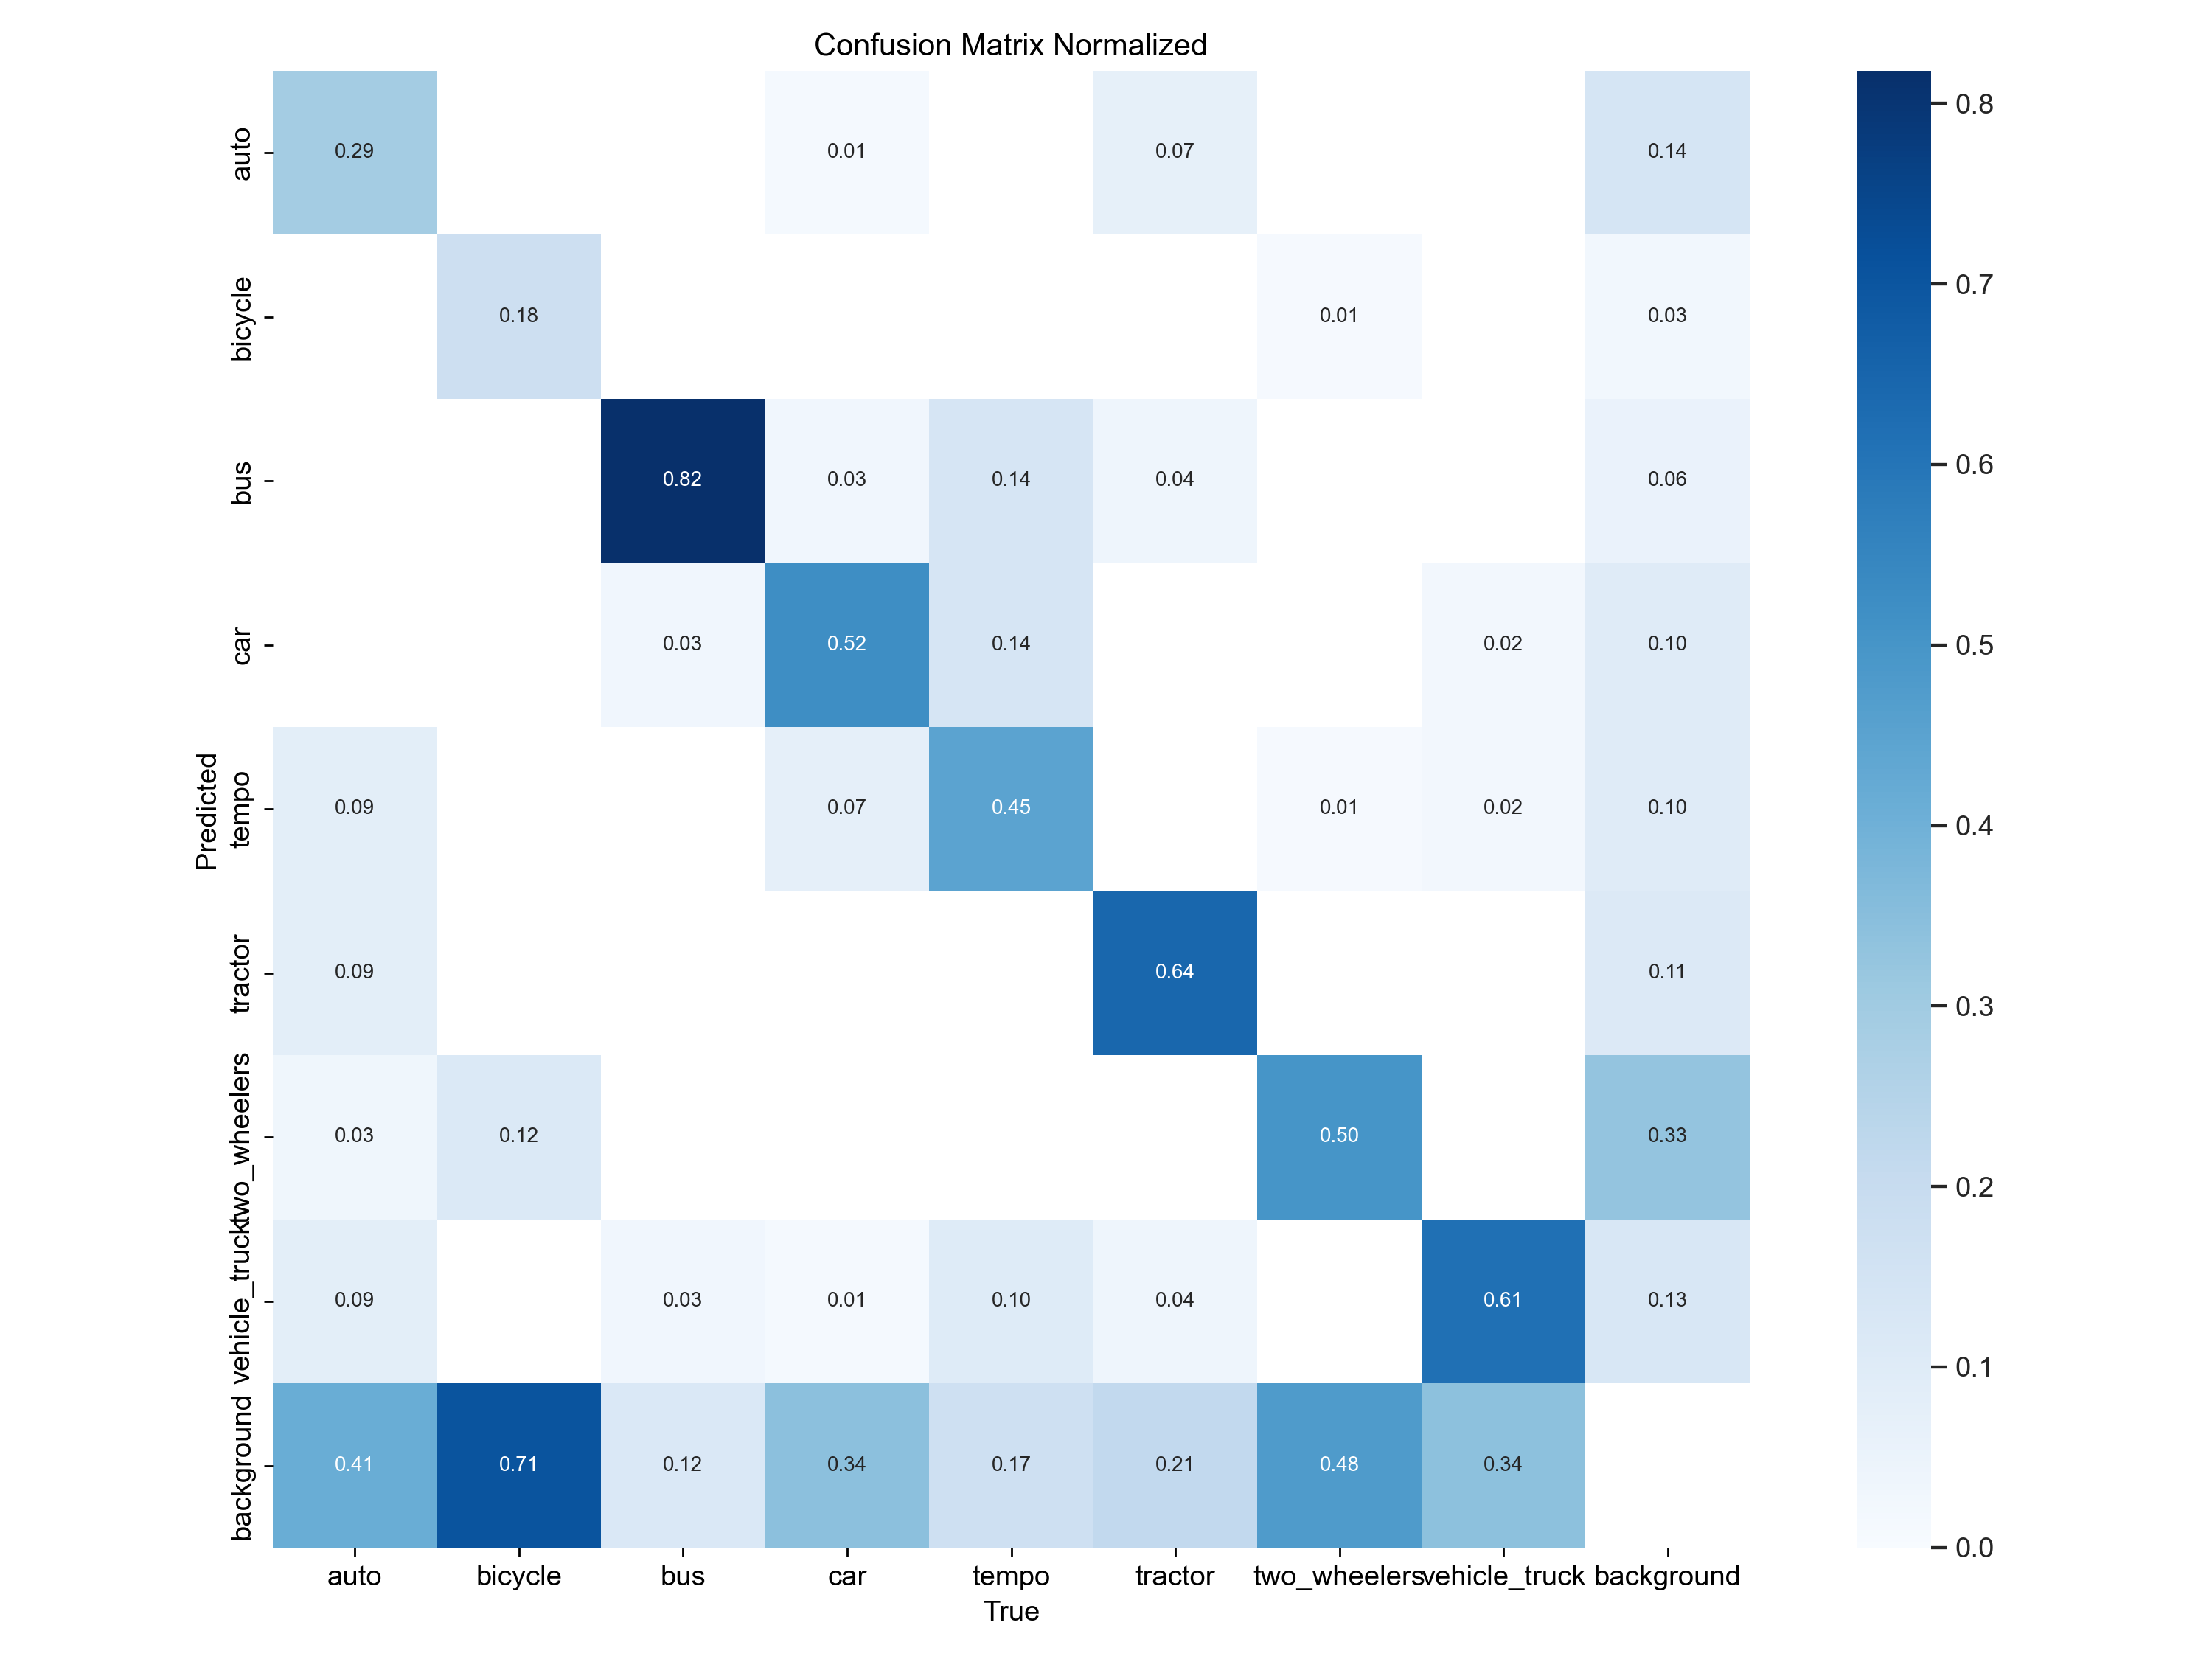 Confusion Matrix Normalized
auto
0.29
0.01
0.07
0.14
bicycle
0.18
0.01
0.03
bus
0.82
0.03
0.14
0.04
0.06
car
0.03
0.52
0.14
0.02
0.10
Predicted
tempo
0.09
0.07
0.45
0.01
0.02
0.10
tractor
0.09
0.64
0.11
two_wheelers
0.03
0.12
0.50
0.33
vehicle_truck
0.09
0.03
0.01
0.10
0.04
0.61
0.13
background
0.41
0.71
0.12
0.34
0.17
0.21
0.48
0.34
auto
bicycle
bus
car
tempo
tractor
two_wheelers
vehicle_truck
background
True
0.8
0.7
0.6
0.5
0.4
0.3
0.2
0.1
0.0